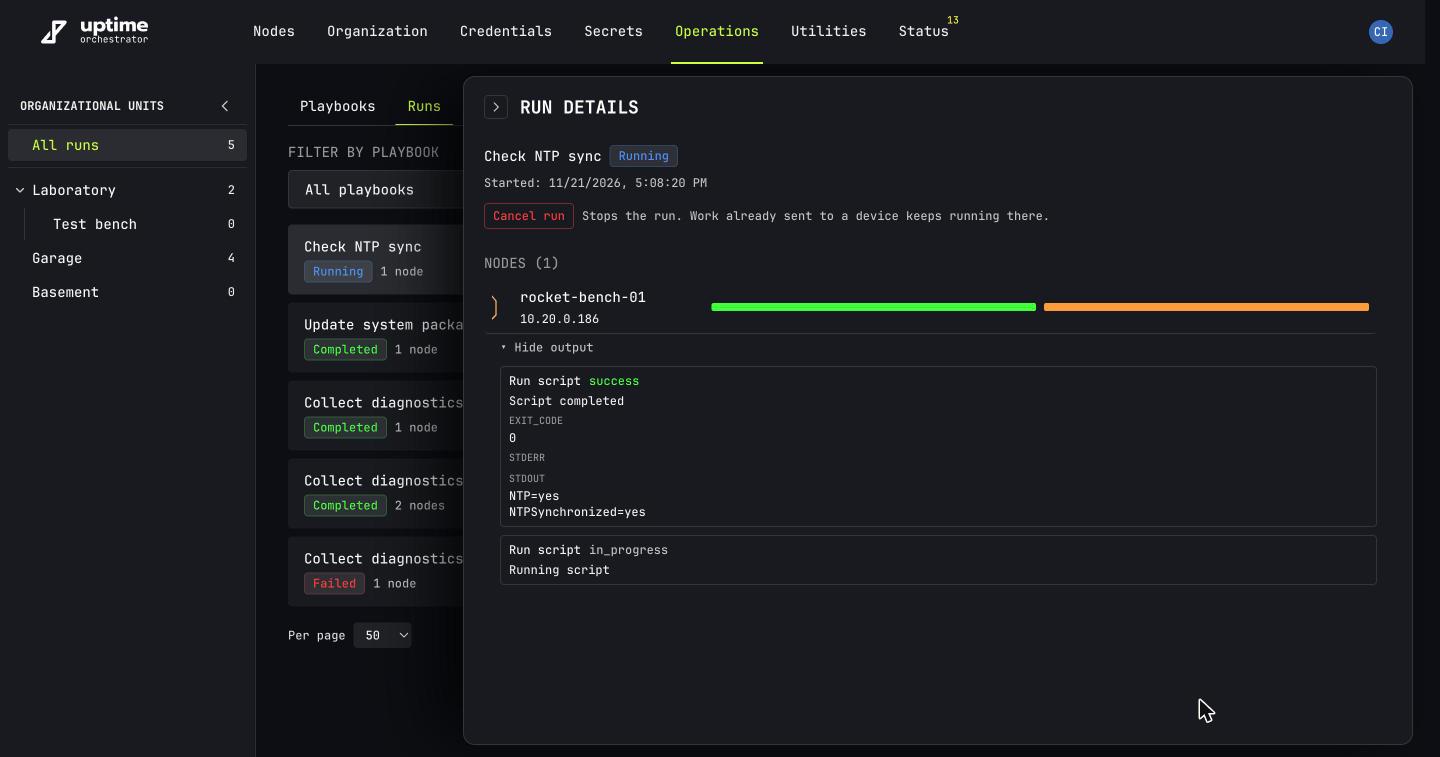 uptime
orchestrator
Nodes
Organization
Credentials
Secrets
Operations
Utilities
Status
13
CI
ORGANIZATIONAL UNITS
All runs 5
Laboratory 2
Test bench 0
Garage 4
Basement 0
Playbooks
Runs
FILTER BY PLAYBOOK
All playbooks
Check NTP sync
Running 1 node
Update system packa
Completed 1 node
Collect diagnostics
Completed 1 node
Collect diagnostics
Completed 2 nodes
Collect diagnostics
Failed 1 node
Per page 50
RUN DETAILS
Check NTP sync Running
Started: 11/21/2026, 5:08:20 PM
Cancel run Stops the run. Work already sent to a device keeps running there.
NODES (1)
rocket-bench-01
10.20.0.186
Hide output
Run script success
Script completed
EXIT_CODE
0
STDERR
STDOUT
NTP=yes
NTPSynchronized=yes
Run script in_progress
Running script